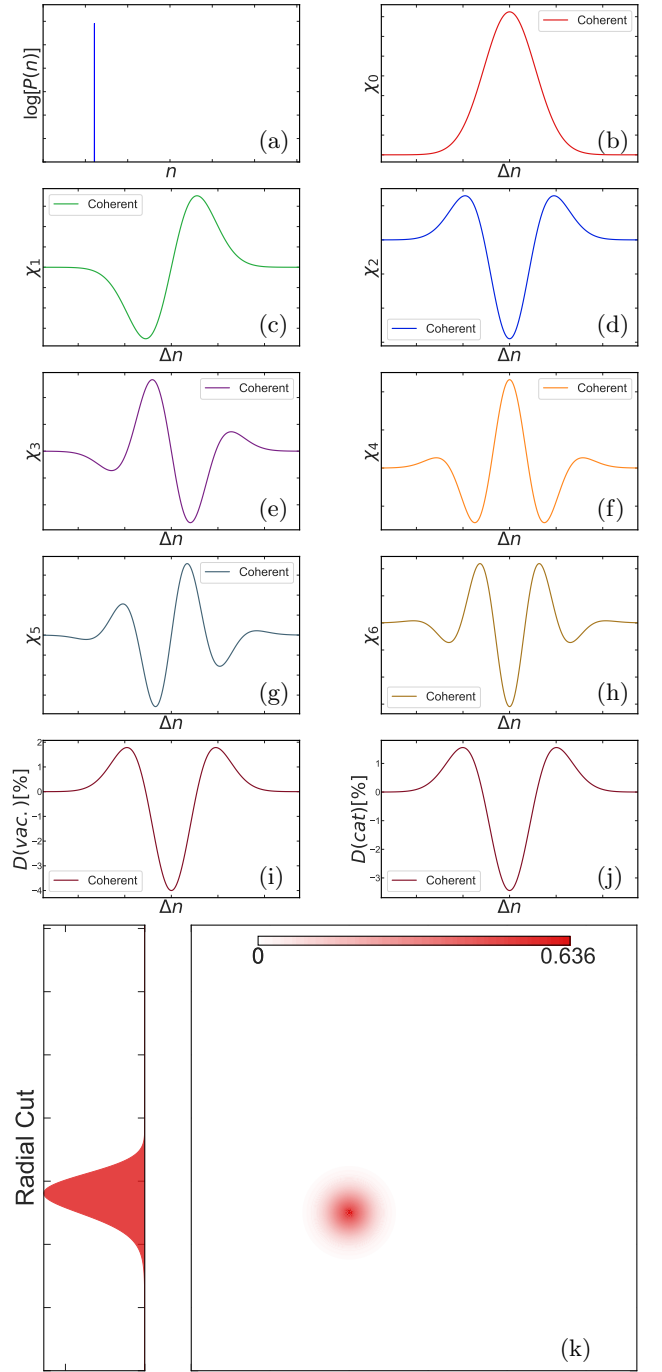 log[P(n)]
(a)
n
Coherent
χ0
(b)
Δn
Coherent
χ1
(c)
Δn
χ2
Coherent
(d)
Δn
Coherent
χ3
(e)
Δn
Coherent
χ4
(f)
Δn
Coherent
χ5
(g)
Δn
χ6
Coherent
(h)
Δn
D(vac.)[%]
2
1
0
−1
−2
−3
−4
Coherent
(i)
Δn
D(cat)[%]
1
0
−1
−2
−3
Coherent
(j)
Δn
Radial Cut
0
0.636
(k)